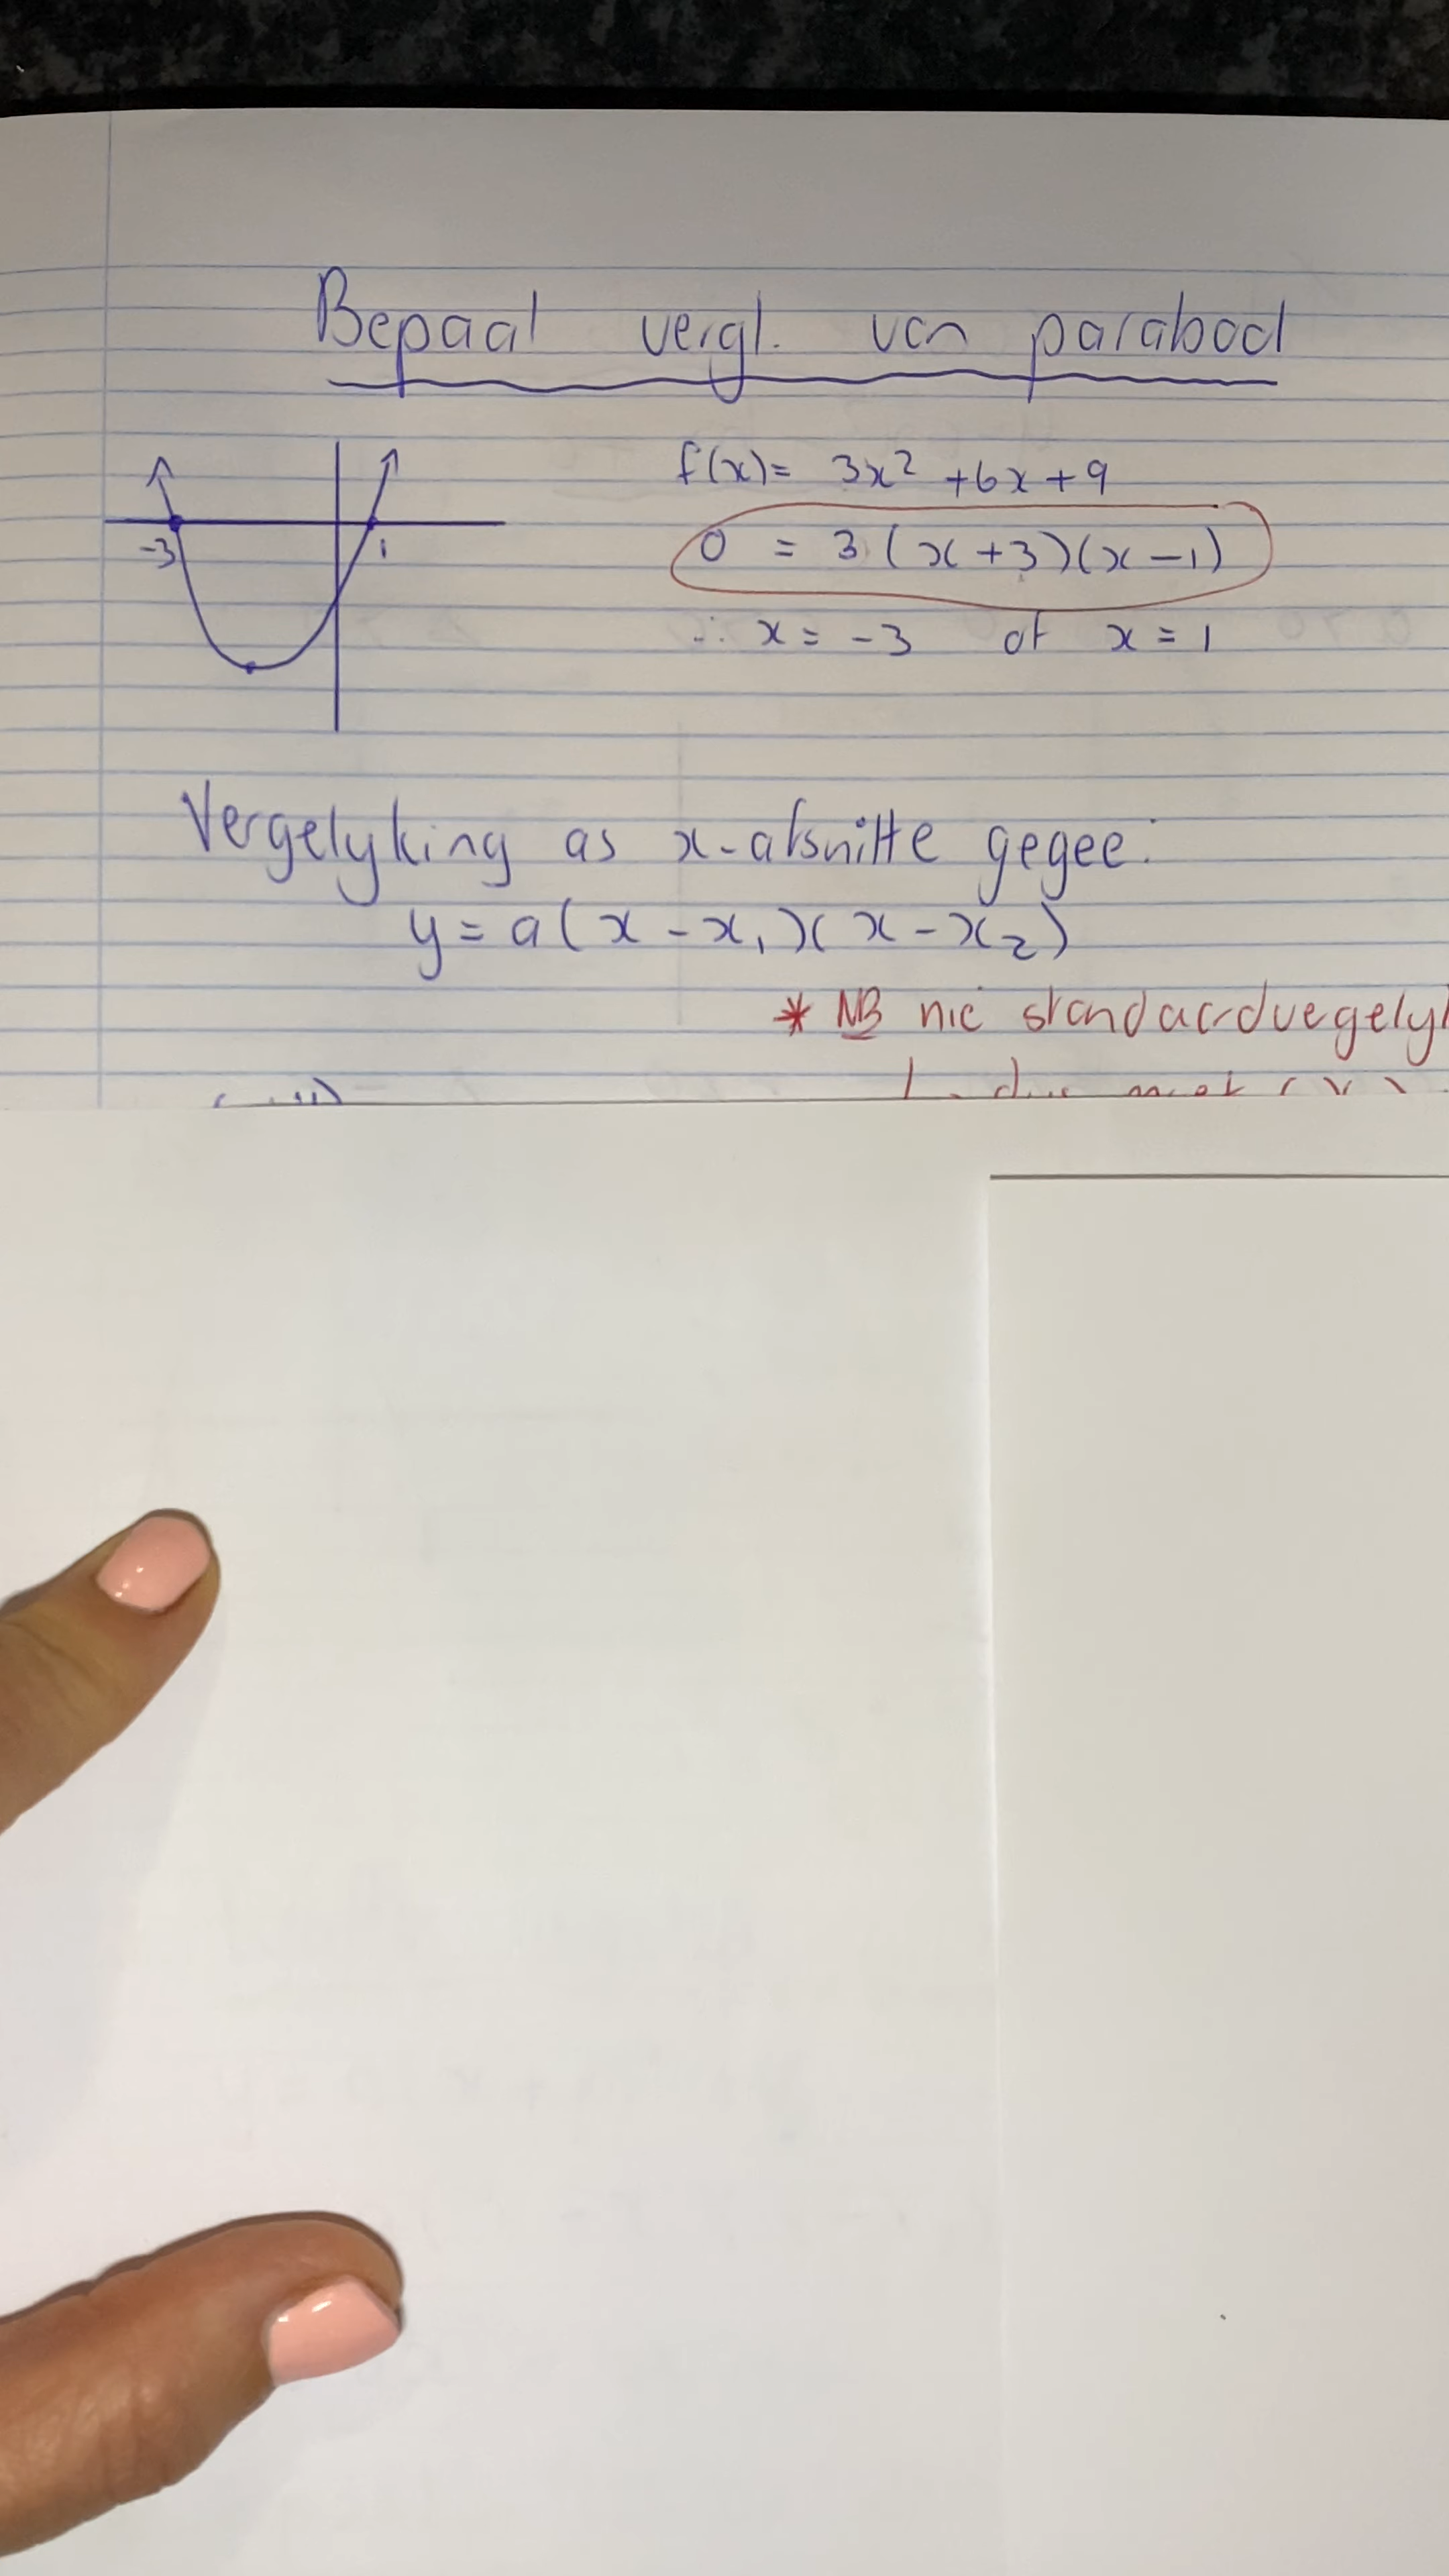 Bepaal vergl. van parabool
f(x) = 3x² + 6x + 9
0 = 3(x+3)(x-1)
-3 1
∴ x = -3 of x = 1
Vergelyking as x-afsnitte gegee:
y = a(x - x₁)(x - x₂)
* NB nie